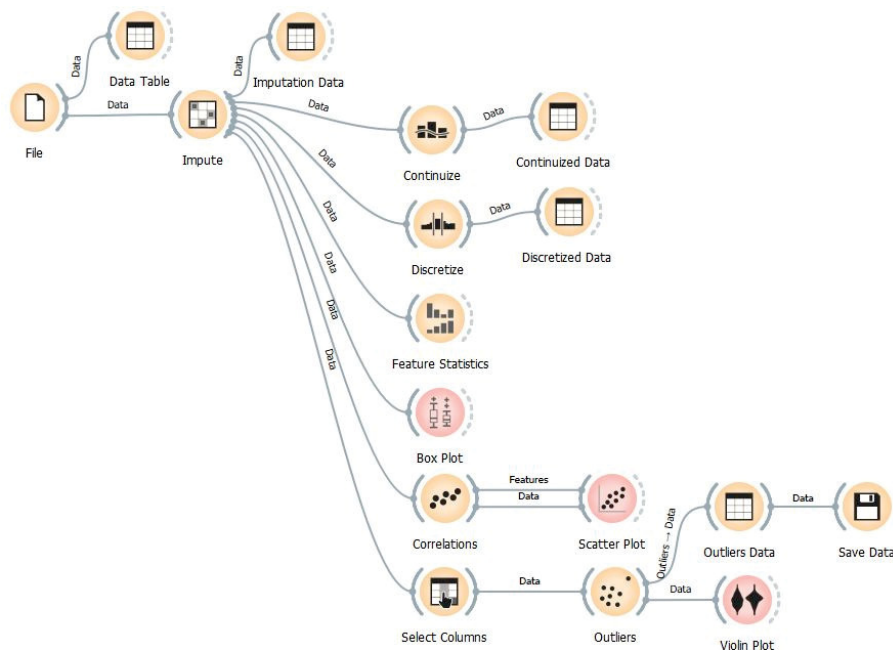 Data
Data Table
Data
Imputation Data
Data
File
Impute
Data
Data
Continuize
Continuized Data
Data
Data
Discretize
Discretized Data
Data
Feature Statistics
Data
Box Plot
Data
Features
Data
Correlations
Scatter Plot
Data
Outliers → Data
Data
Outliers Data
Save Data
Data
Data
Select Columns
Outliers
Violin Plot